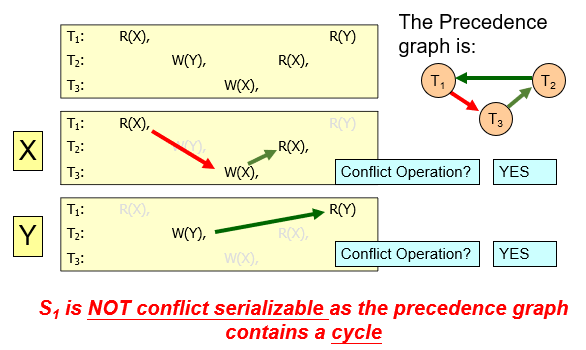 T₁: R(X), R(Y)
T₂: W(Y), R(X),
T₃: W(X),
The Precedence
graph is:
T₁ T₂
T₃
X
T₁: R(X), R(Y)
T₂: W(Y), R(X),
T₃: W(X),
Conflict Operation? YES
Y
T₁: R(X), R(Y)
T₂: W(Y), R(X),
T₃: W(X),
Conflict Operation? YES
S₁ is NOT conflict serializable as the precedence graph
contains a cycle